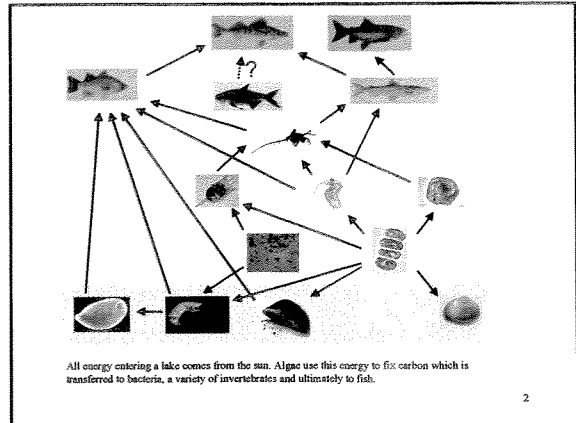 ?
All energy entering a lake comes from the sun. Algae use this energy to fix carbon which is
transferred to bacteria, a variety of invertebrates and ultimately to fish.
2